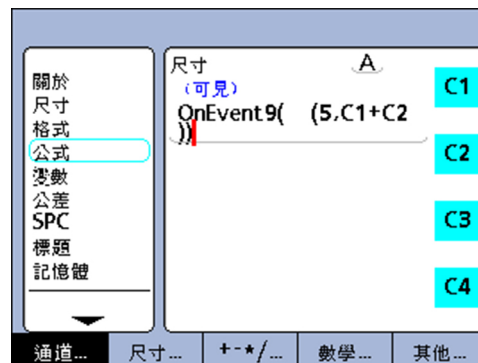 關於
尺寸
格式
公式
變數
公差
SPC
標題
記憶體
尺寸
A
(可見)
OnEvent9( (5,C1+C2
))
C1
C2
C3
C4
通道...
尺寸...
+-*/...
數學...
其他...